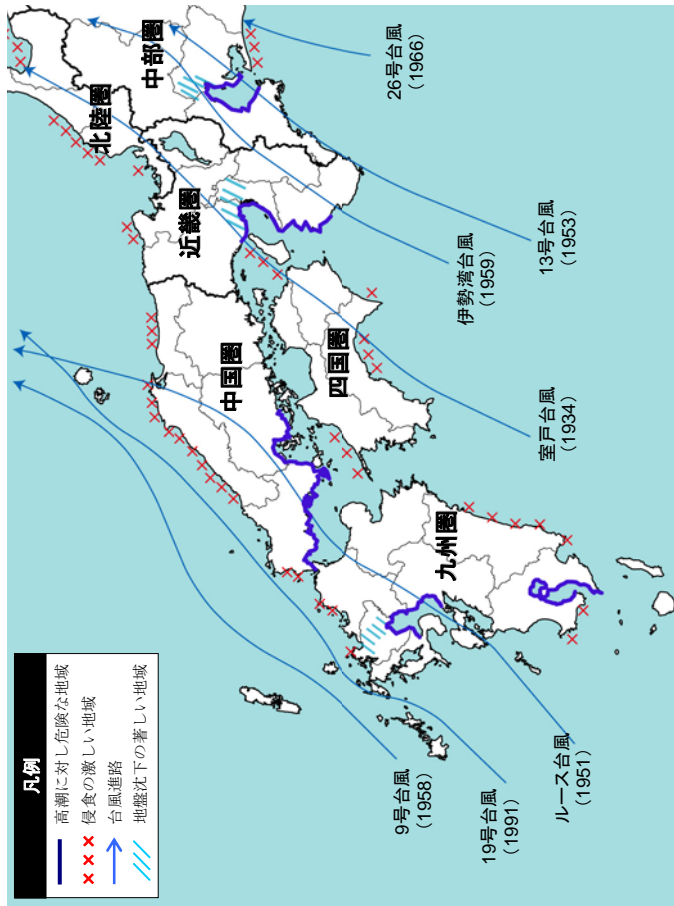 凡例
高潮に対し危険な地域
侵食の激しい地域
台風進路
地盤沈下の著しい地域
北陸圏
中部圏
近畿圏
中国圏
四国圏
九州圏
9号台風
（1958）
19号台風
（1991）
ルース台風
（1951）
室戸台風
（1934）
伊勢湾台風
（1959）
13号台風
（1953）
26号台風
（1966）